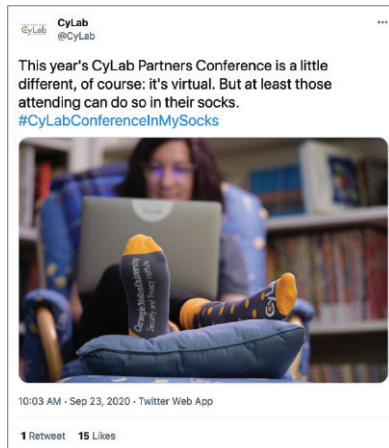 CyLab
CyLab
@CyLab
This year's CyLab Partners Conference is a little
different, of course: it's virtual. But at least those
attending can do so in their socks.
#CyLabConferenceInMySocks
CyLab
Carnegie Mellon University
Security and Privacy Institute
CyLab
10:03 AM · Sep 23, 2020 · Twitter Web App
1 Retweet 15 Likes